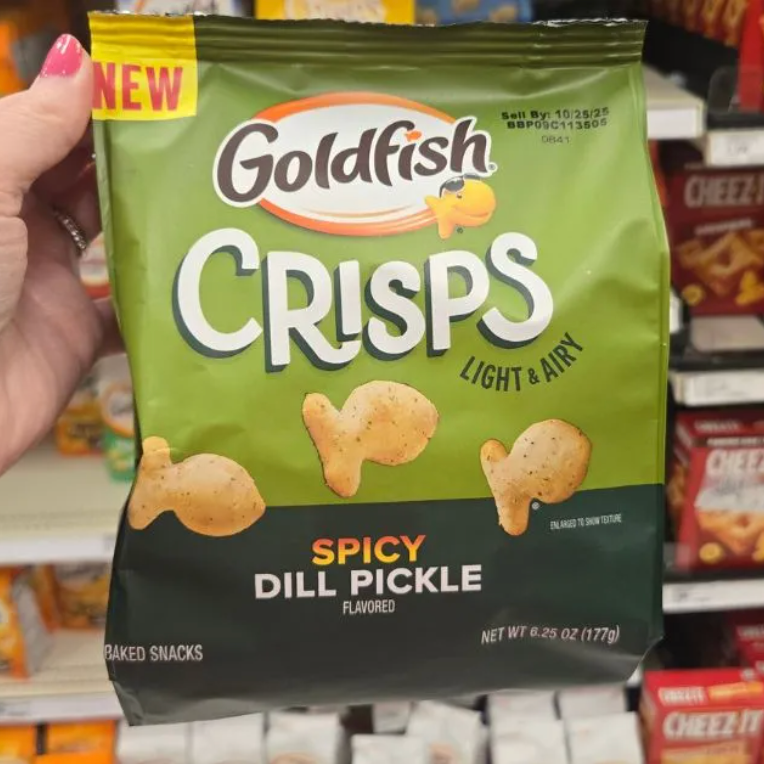 NEW
Goldfish
Sell By: 10/25/25
BBP09C113505
0841
CRISPS
LIGHT & AIRY
ENLARGED TO SHOW TEXTURE
SPICY
DILL PICKLE
FLAVORED
BAKED SNACKS
NET WT 6.25 OZ (177g)
CHEEZ-I
CHEEZ
CHEEZ-IT